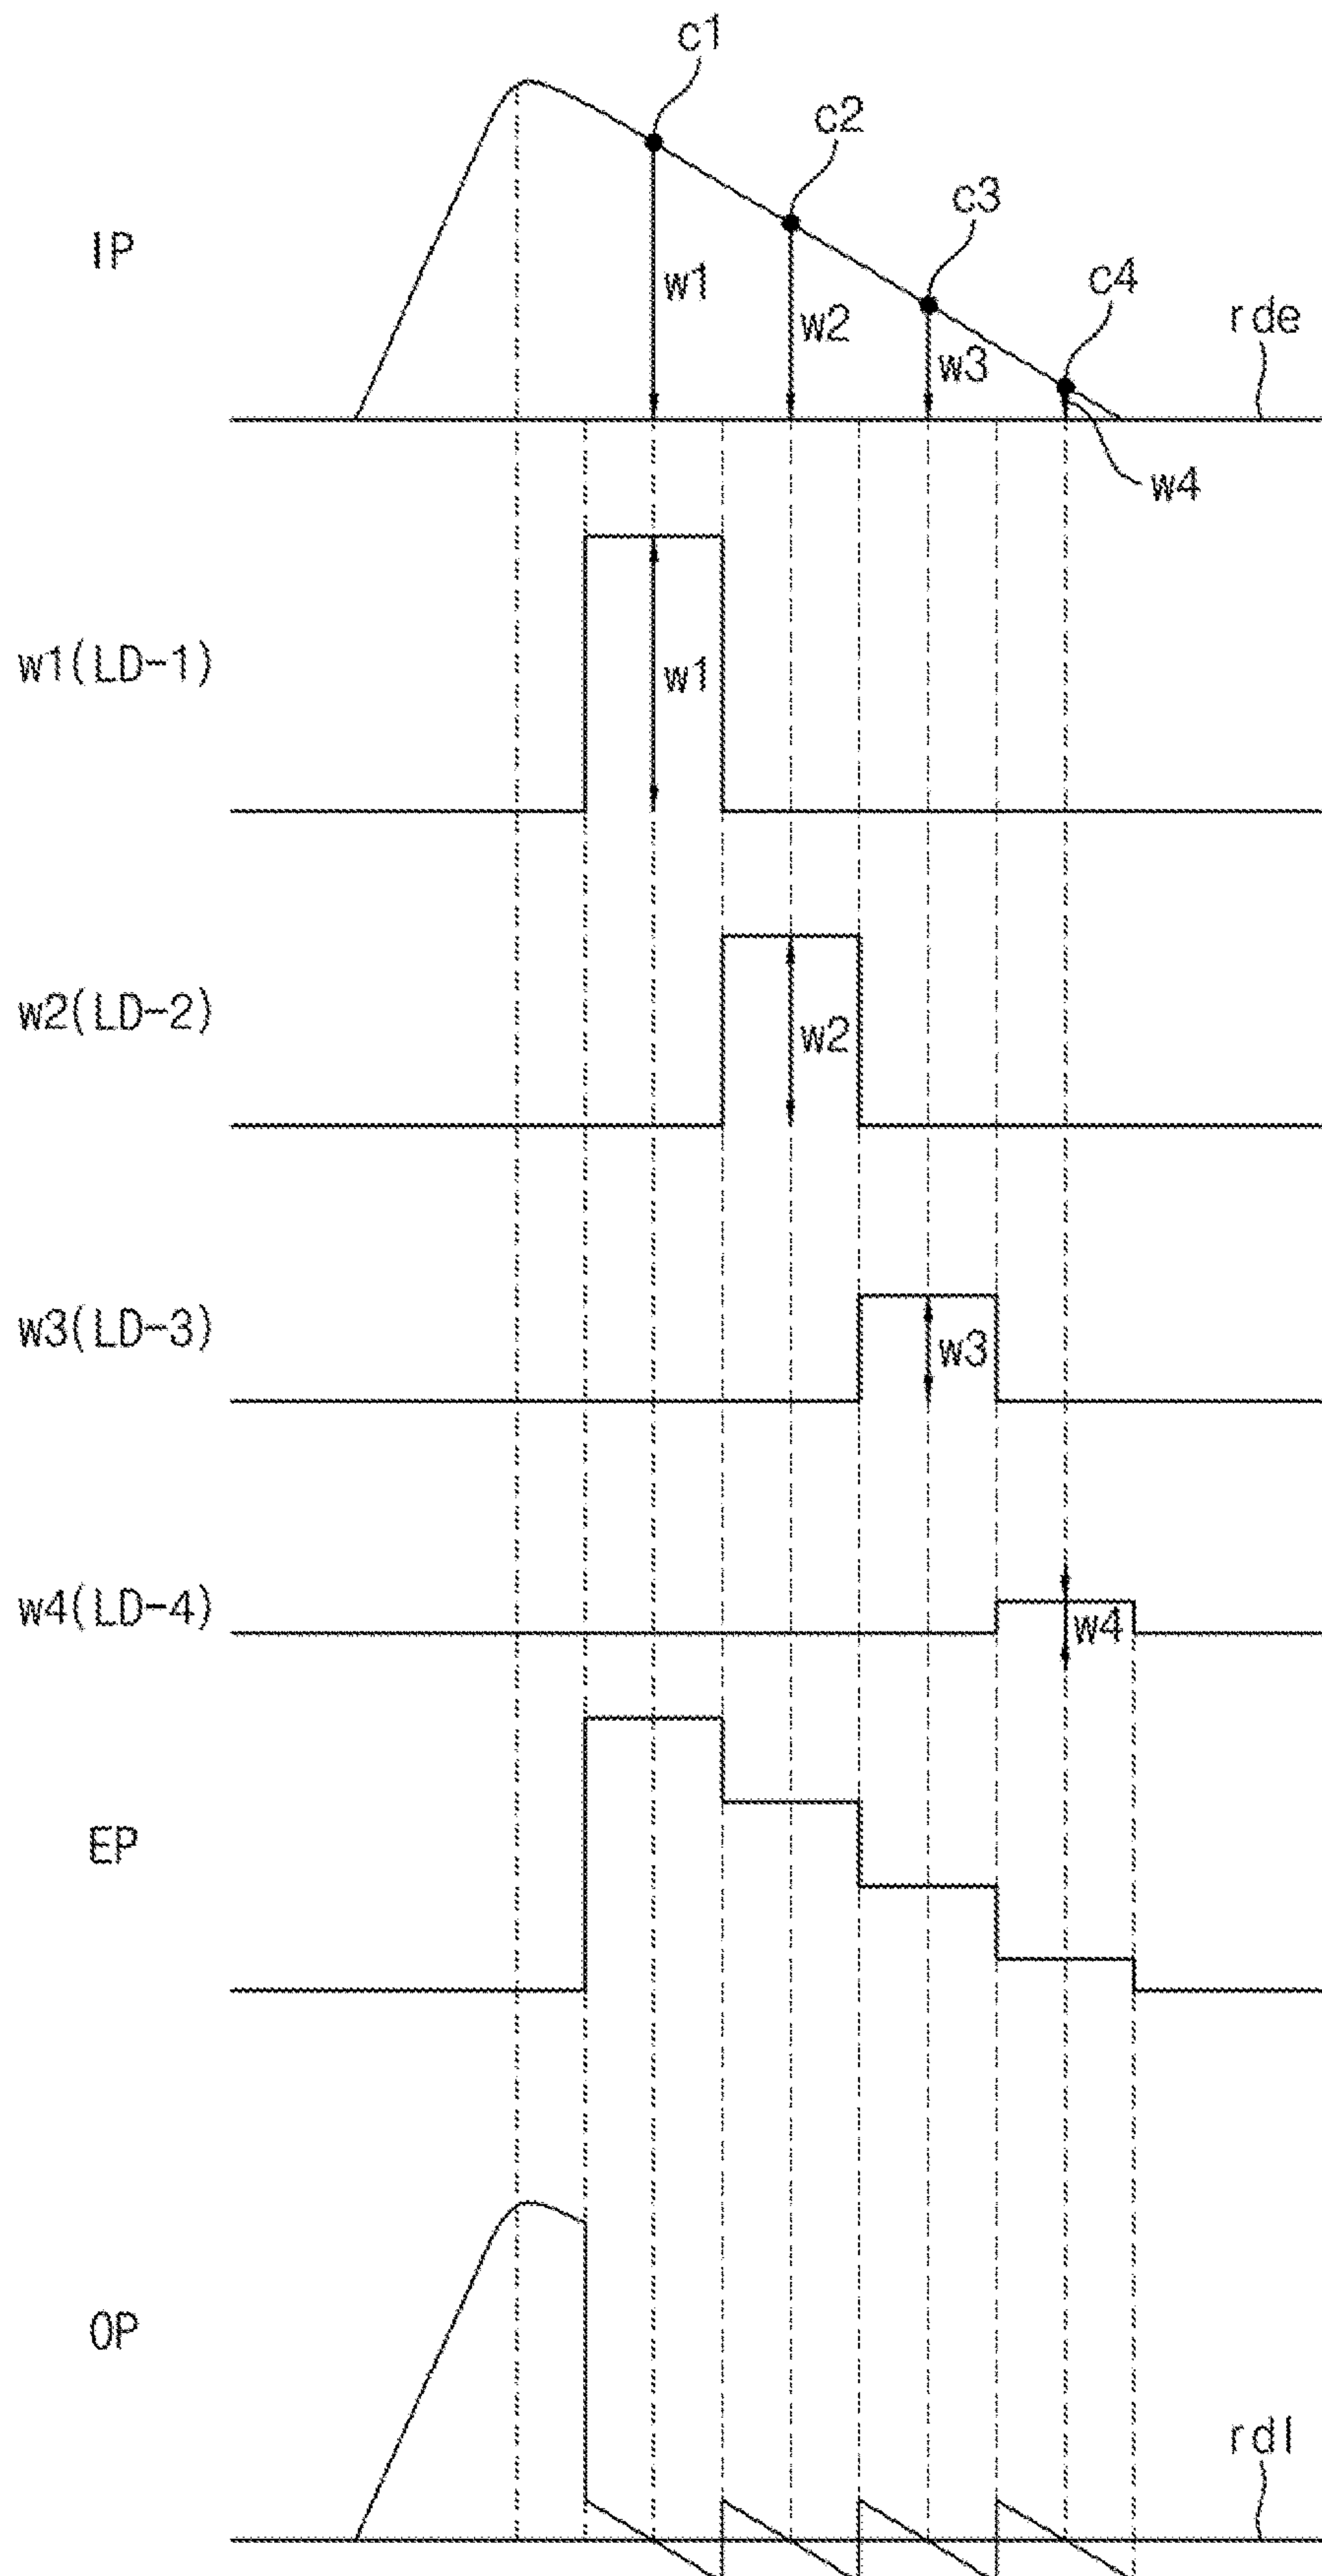 c1
c2
c3
c4
IP
w1
w2
w3
rde
w4
w1(LD-1)
w1
w2(LD-2)
w2
w3(LD-3)
w3
w4(LD-4)
w4
EP
OP
rdl